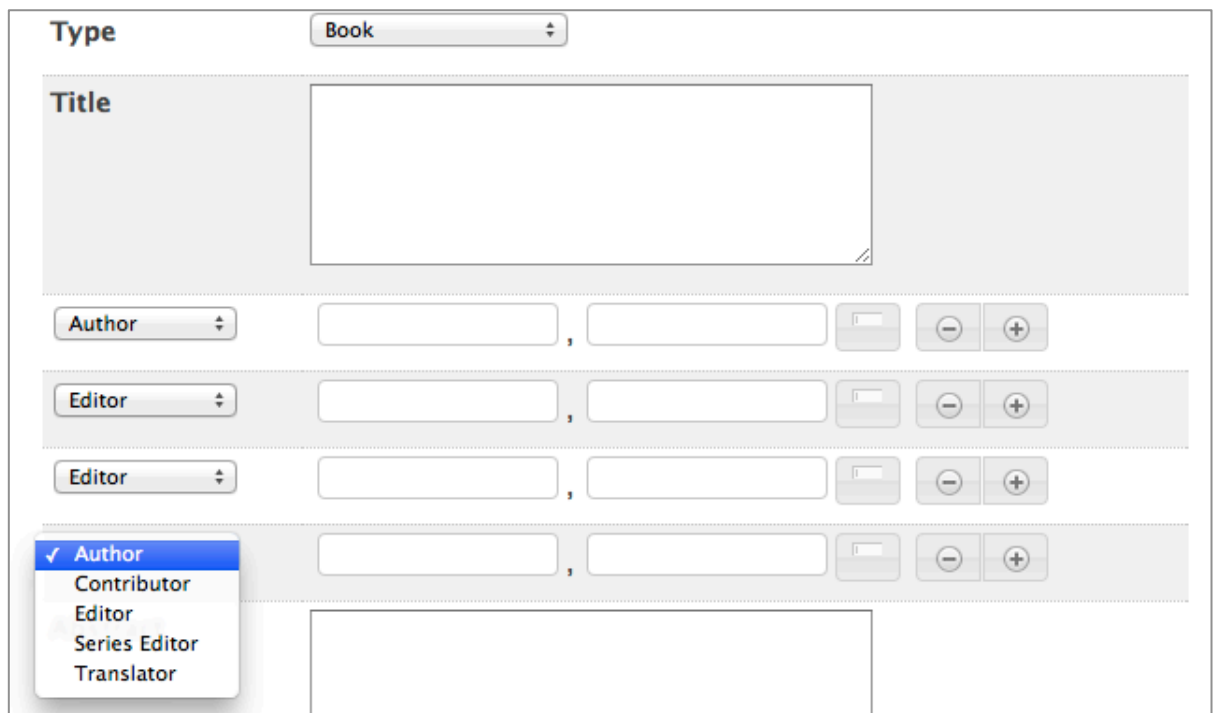 Type Book
Title
Author ,
Editor ,
Editor ,
✓ Author ,
Contributor
Editor
Series Editor
Translator